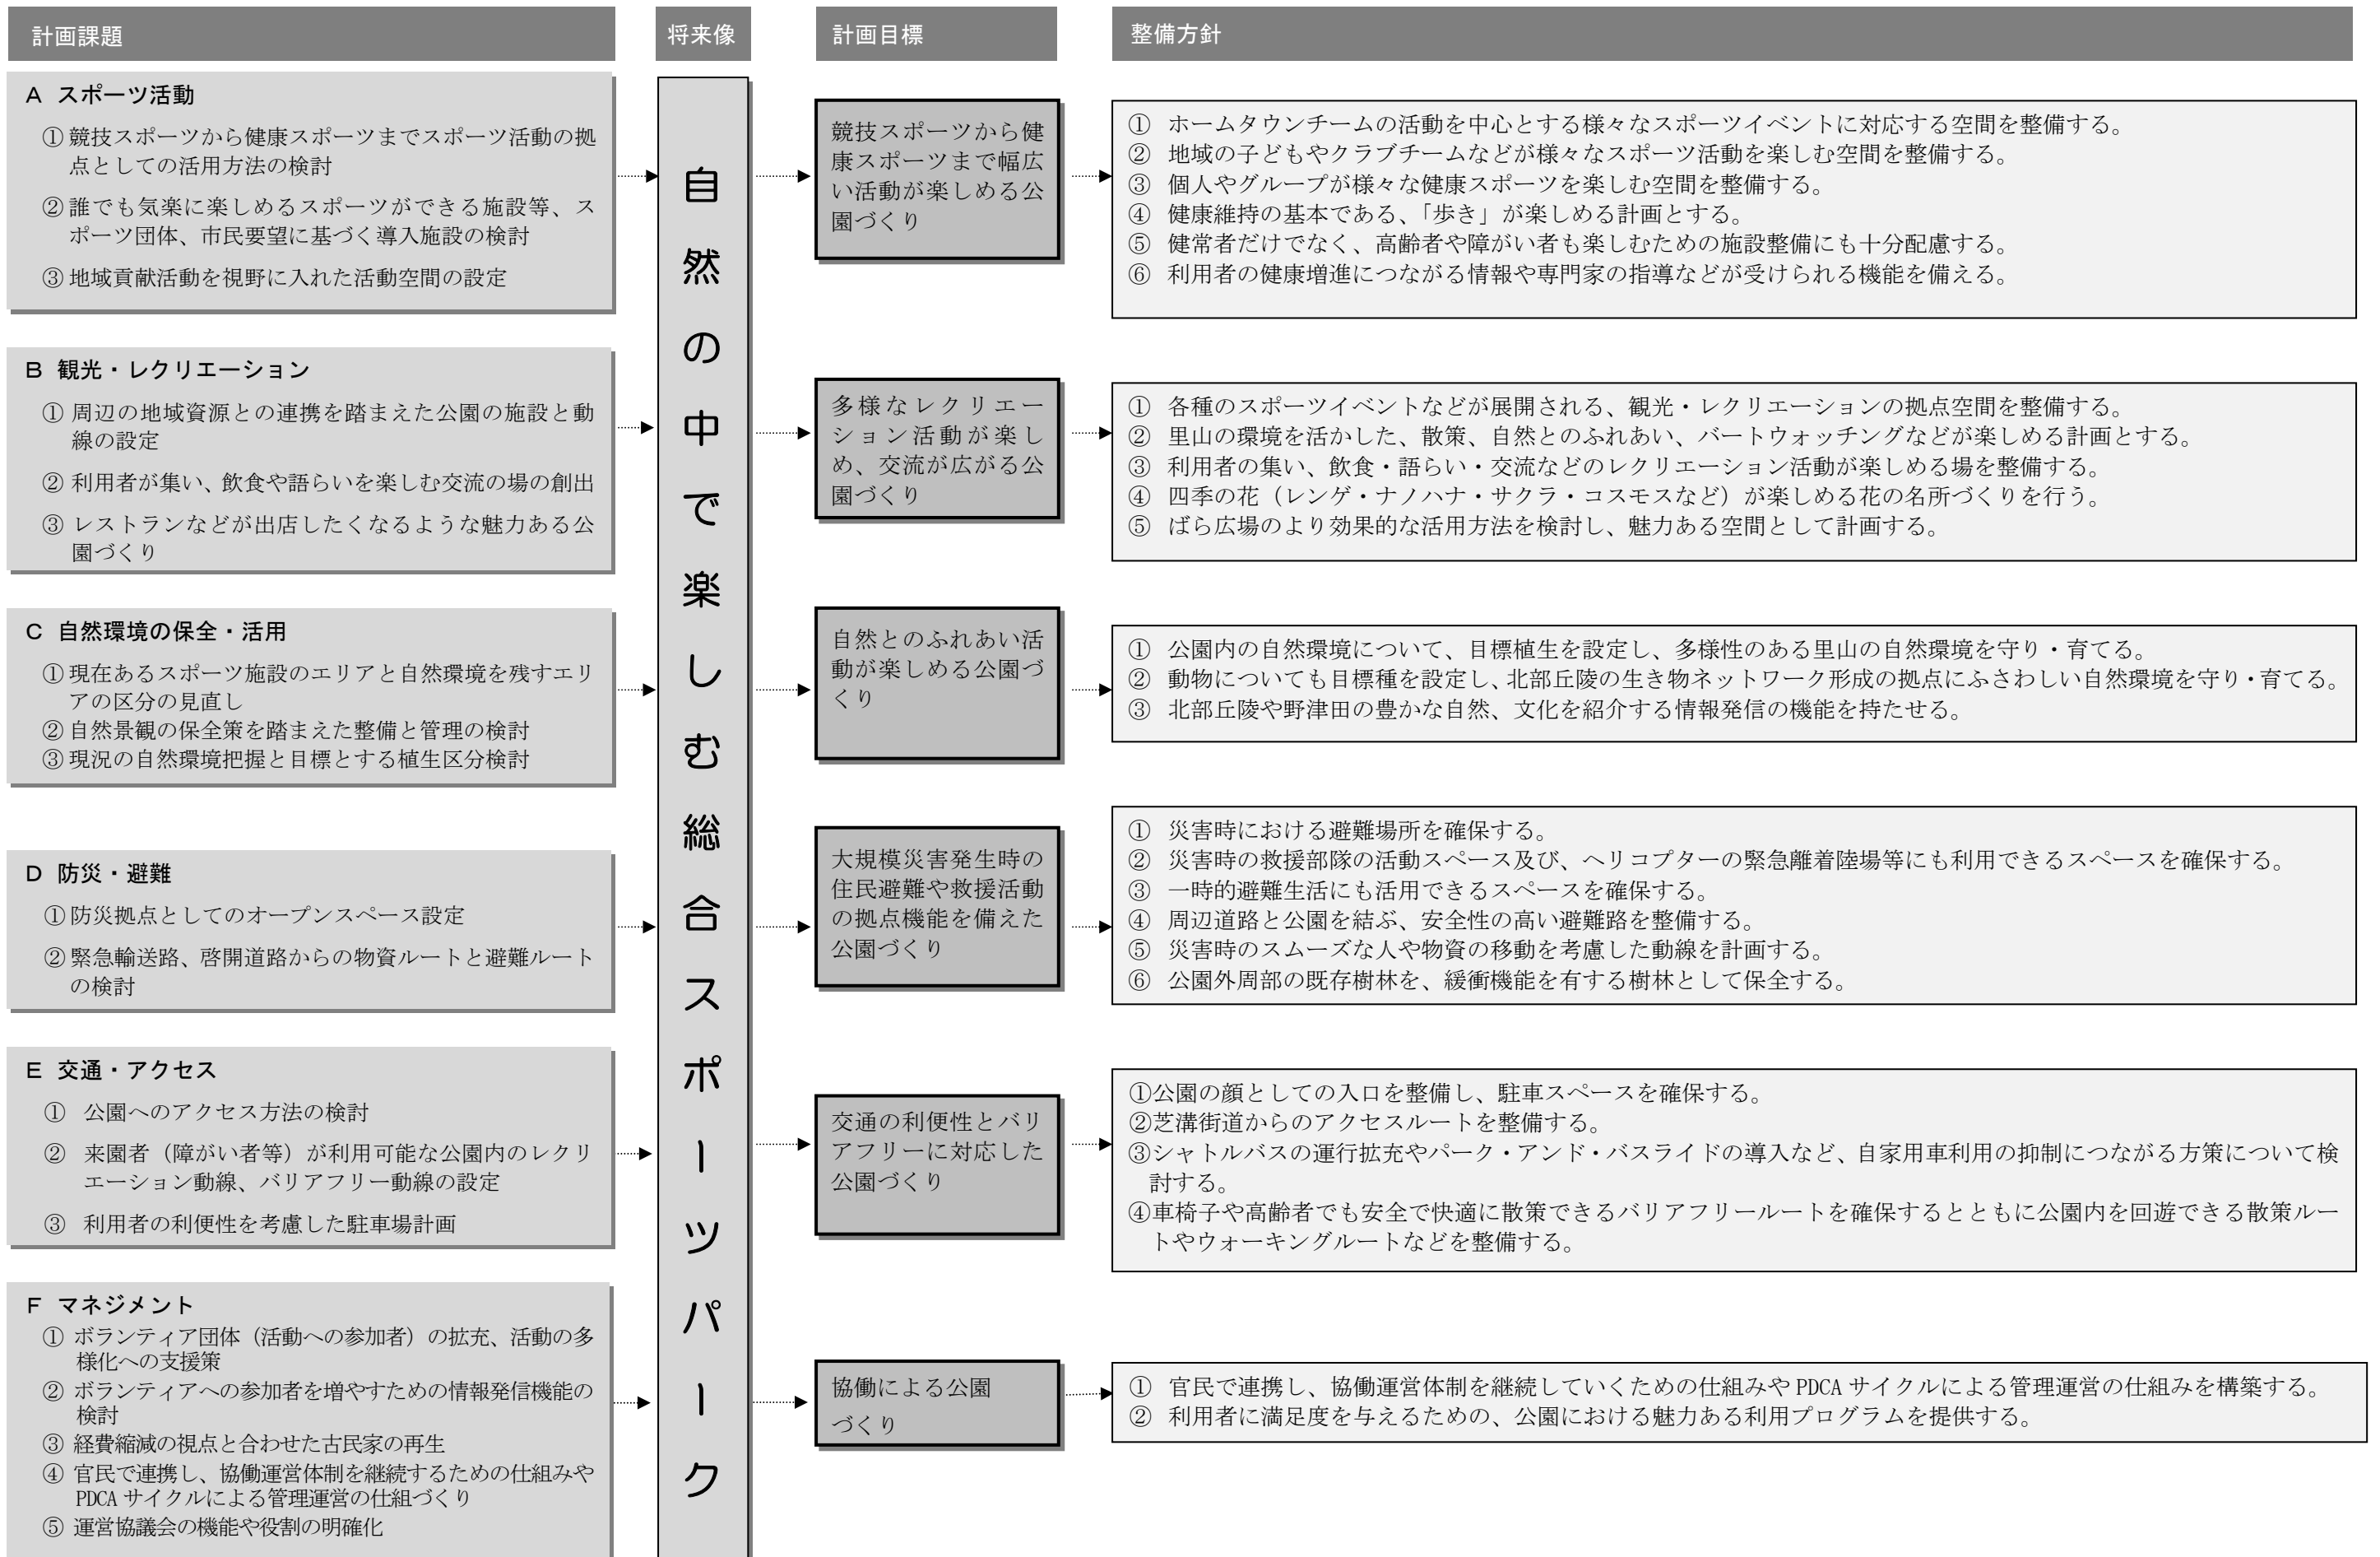 計画課題
将来像
計画目標
整備方針
A スポーツ活動
① 競技スポーツから健康スポーツまでスポーツ活動の拠
点としての活用方法の検討
② 誰でも気楽に楽しめるスポーツができる施設等、ス
ポーツ団体、市民要望に基づく導入施設の検討
③ 地域貢献活動を視野に入れた活動空間の設定
B 観光・レクリエーション
① 周辺の地域資源との連携を踏まえた公園の施設と動
線の設定
② 利用者が集い、飲食や語らいを楽しむ交流の場の創出
③ レストランなどが出店したくなるような魅力ある公
園づくり
C 自然環境の保全・活用
① 現在あるスポーツ施設のエリアと自然環境を残すエリ
アの区分の見直し
② 自然景観の保全策を踏まえた整備と管理の検討
③ 現況の自然環境把握と目標とする植生区分検討
D 防災・避難
① 防災拠点としてのオープンスペース設定
② 緊急輸送路、啓開道路からの物資ルートと避難ルート
の検討
E 交通・アクセス
① 公園へのアクセス方法の検討
② 来園者（障がい者等）が利用可能な公園内のレクリ
エーション動線、バリアフリー動線の設定
③ 利用者の利便性を考慮した駐車場計画
F マネジメント
① ボランティア団体（活動への参加者）の拡充、活動の多
様化への支援策
② ボランティアへの参加者を増やすための情報発信機能の
検討
③ 経費縮減の視点と合わせた古民家の再生
④ 官民で連携し、協働運営体制を継続するための仕組みや
PDCA サイクルによる管理運営の仕組づくり
⑤ 運営協議会の機能や役割の明確化
自然の中で楽しむ総合スポーツパーク
競技スポーツから健
康スポーツまで幅広
い活動が楽しめる公
園づくり
多様なレクリエー
ション活動が楽し
め、交流が広がる公
園づくり
自然とのふれあい活
動が楽しめる公園づ
くり
大規模災害発生時の
住民避難や救援活動
の拠点機能を備えた
公園づくり
交通の利便性とバリ
アフリーに対応した
公園づくり
協働による公園
づくり
① ホームタウンチームの活動を中心とする様々なスポーツイベントに対応する空間を整備する。
② 地域の子どもやクラブチームなどが様々なスポーツ活動を楽しむ空間を整備する。
③ 個人やグループが様々な健康スポーツを楽しむ空間を整備する。
④ 健康維持の基本である、「歩き」が楽しめる計画とする。
⑤ 健常者だけでなく、高齢者や障がい者も楽しむための施設整備にも十分配慮する。
⑥ 利用者の健康増進につながる情報や専門家の指導などが受けられる機能を備える。
① 各種のスポーツイベントなどが展開される、観光・レクリエーションの拠点空間を整備する。
② 里山の環境を活かした、散策、自然とのふれあい、バートウォッチングなどが楽しめる計画とする。
③ 利用者の集い、飲食・語らい・交流などのレクリエーション活動が楽しめる場を整備する。
④ 四季の花（レンゲ・ナノハナ・サクラ・コスモスなど）が楽しめる花の名所づくりを行う。
⑤ ばら広場のより効果的な活用方法を検討し、魅力ある空間として計画する。
① 公園内の自然環境について、目標植生を設定し、多様性のある里山の自然環境を守り・育てる。
② 動物についても目標種を設定し、北部丘陵の生き物ネットワーク形成の拠点にふさわしい自然環境を守り・育てる。
③ 北部丘陵や野津田の豊かな自然、文化を紹介する情報発信の機能を持たせる。
① 災害時における避難場所を確保する。
② 災害時の救援部隊の活動スペース及び、ヘリコプターの緊急離着陸場等にも利用できるスペースを確保する。
③ 一時的避難生活にも活用できるスペースを確保する。
④ 周辺道路と公園を結ぶ、安全性の高い避難路を整備する。
⑤ 災害時のスムーズな人や物資の移動を考慮した動線を計画する。
⑥ 公園外周部の既存樹林を、緩衝機能を有する樹林として保全する。
①公園の顔としての入口を整備し、駐車スペースを確保する。
②芝溝街道からのアクセスルートを整備する。
③シャトルバスの運行拡充やパーク・アンド・バスライドの導入など、自家用車利用の抑制につながる方策について検
討する。
④車椅子や高齢者でも安全で快適に散策できるバリアフリールートを確保するとともに公園内を回遊できる散策ルー
トやウォーキングルートなどを整備する。
① 官民で連携し、協働運営体制を継続していくための仕組みや PDCA サイクルによる管理運営の仕組みを構築する。
② 利用者に満足度を与えるための、公園における魅力ある利用プログラムを提供する。